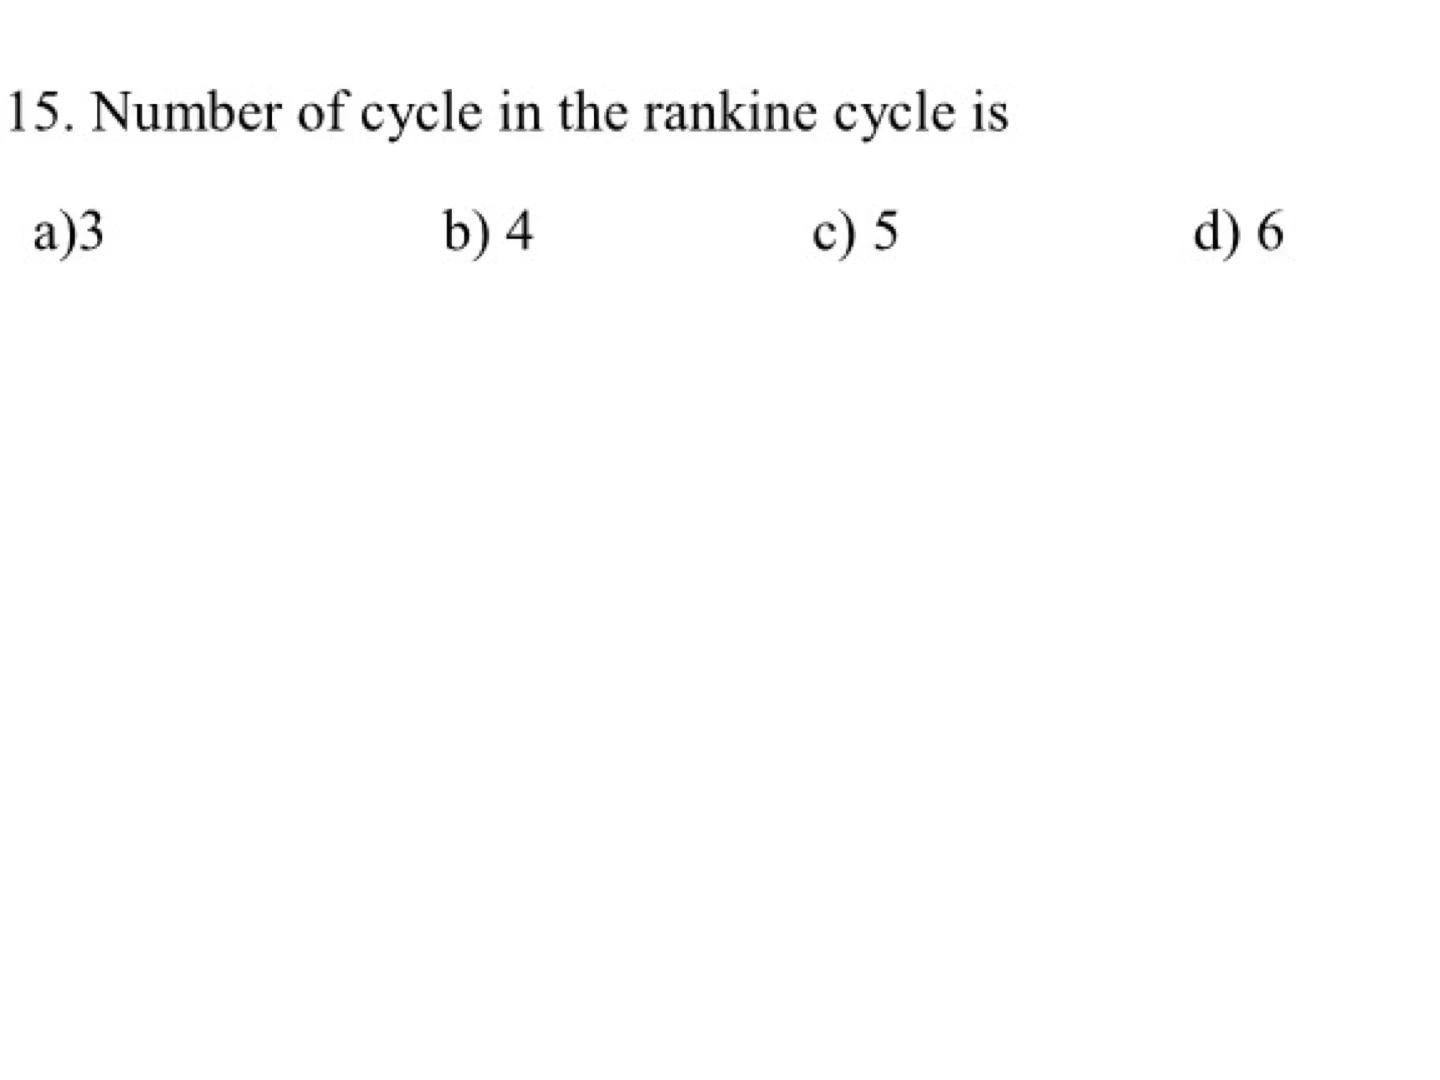 15. Number of cycle in the rankine cycle is
a)3 b) 4 c) 5 d) 6